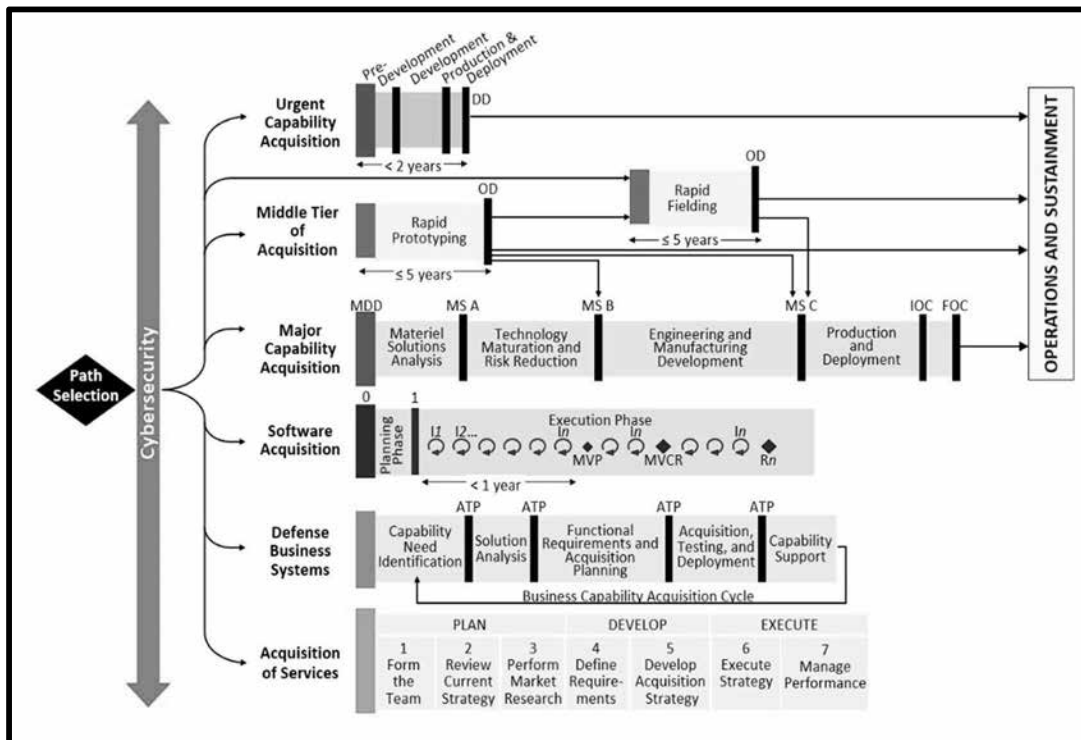 Pre-
Development
Development
Production &
Deployment
Urgent
Capability
Acquisition
DD
< 2 years
OD
Rapid
Fielding
≤ 5 years
Middle Tier
of
Acquisition
OD
Rapid
Prototyping
≤ 5 years
MDD
MS A
MS B
MS C
IOC
FOC
Major
Capability
Acquisition
Materiel
Solutions
Analysis
Technology
Maturation and
Risk Reduction
Engineering and
Manufacturing
Development
Production
and
Deployment
OPERATIONS AND SUSTAINMENT
Path
Selection
Cybersecurity
Software
Acquisition
0
1
Planning
Phase
Execution Phase
I1
I2...
In
In
In
MVP
MVCR
Rn
< 1 year
Defense
Business
Systems
ATP
ATP
ATP
ATP
Capability
Need
Identification
Solution
Analysis
Functional
Requirements and
Acquisition
Planning
Acquisition,
Testing, and
Deployment
Capability
Support
Business Capability Acquisition Cycle
Acquisition
of Services
PLAN
DEVELOP
EXECUTE
1
Form
the
Team
2
Review
Current
Strategy
3
Perform
Market
Research
4
Define
Require-
ments
5
Develop
Acquisition
Strategy
6
Execute
Strategy
7
Manage
Performance